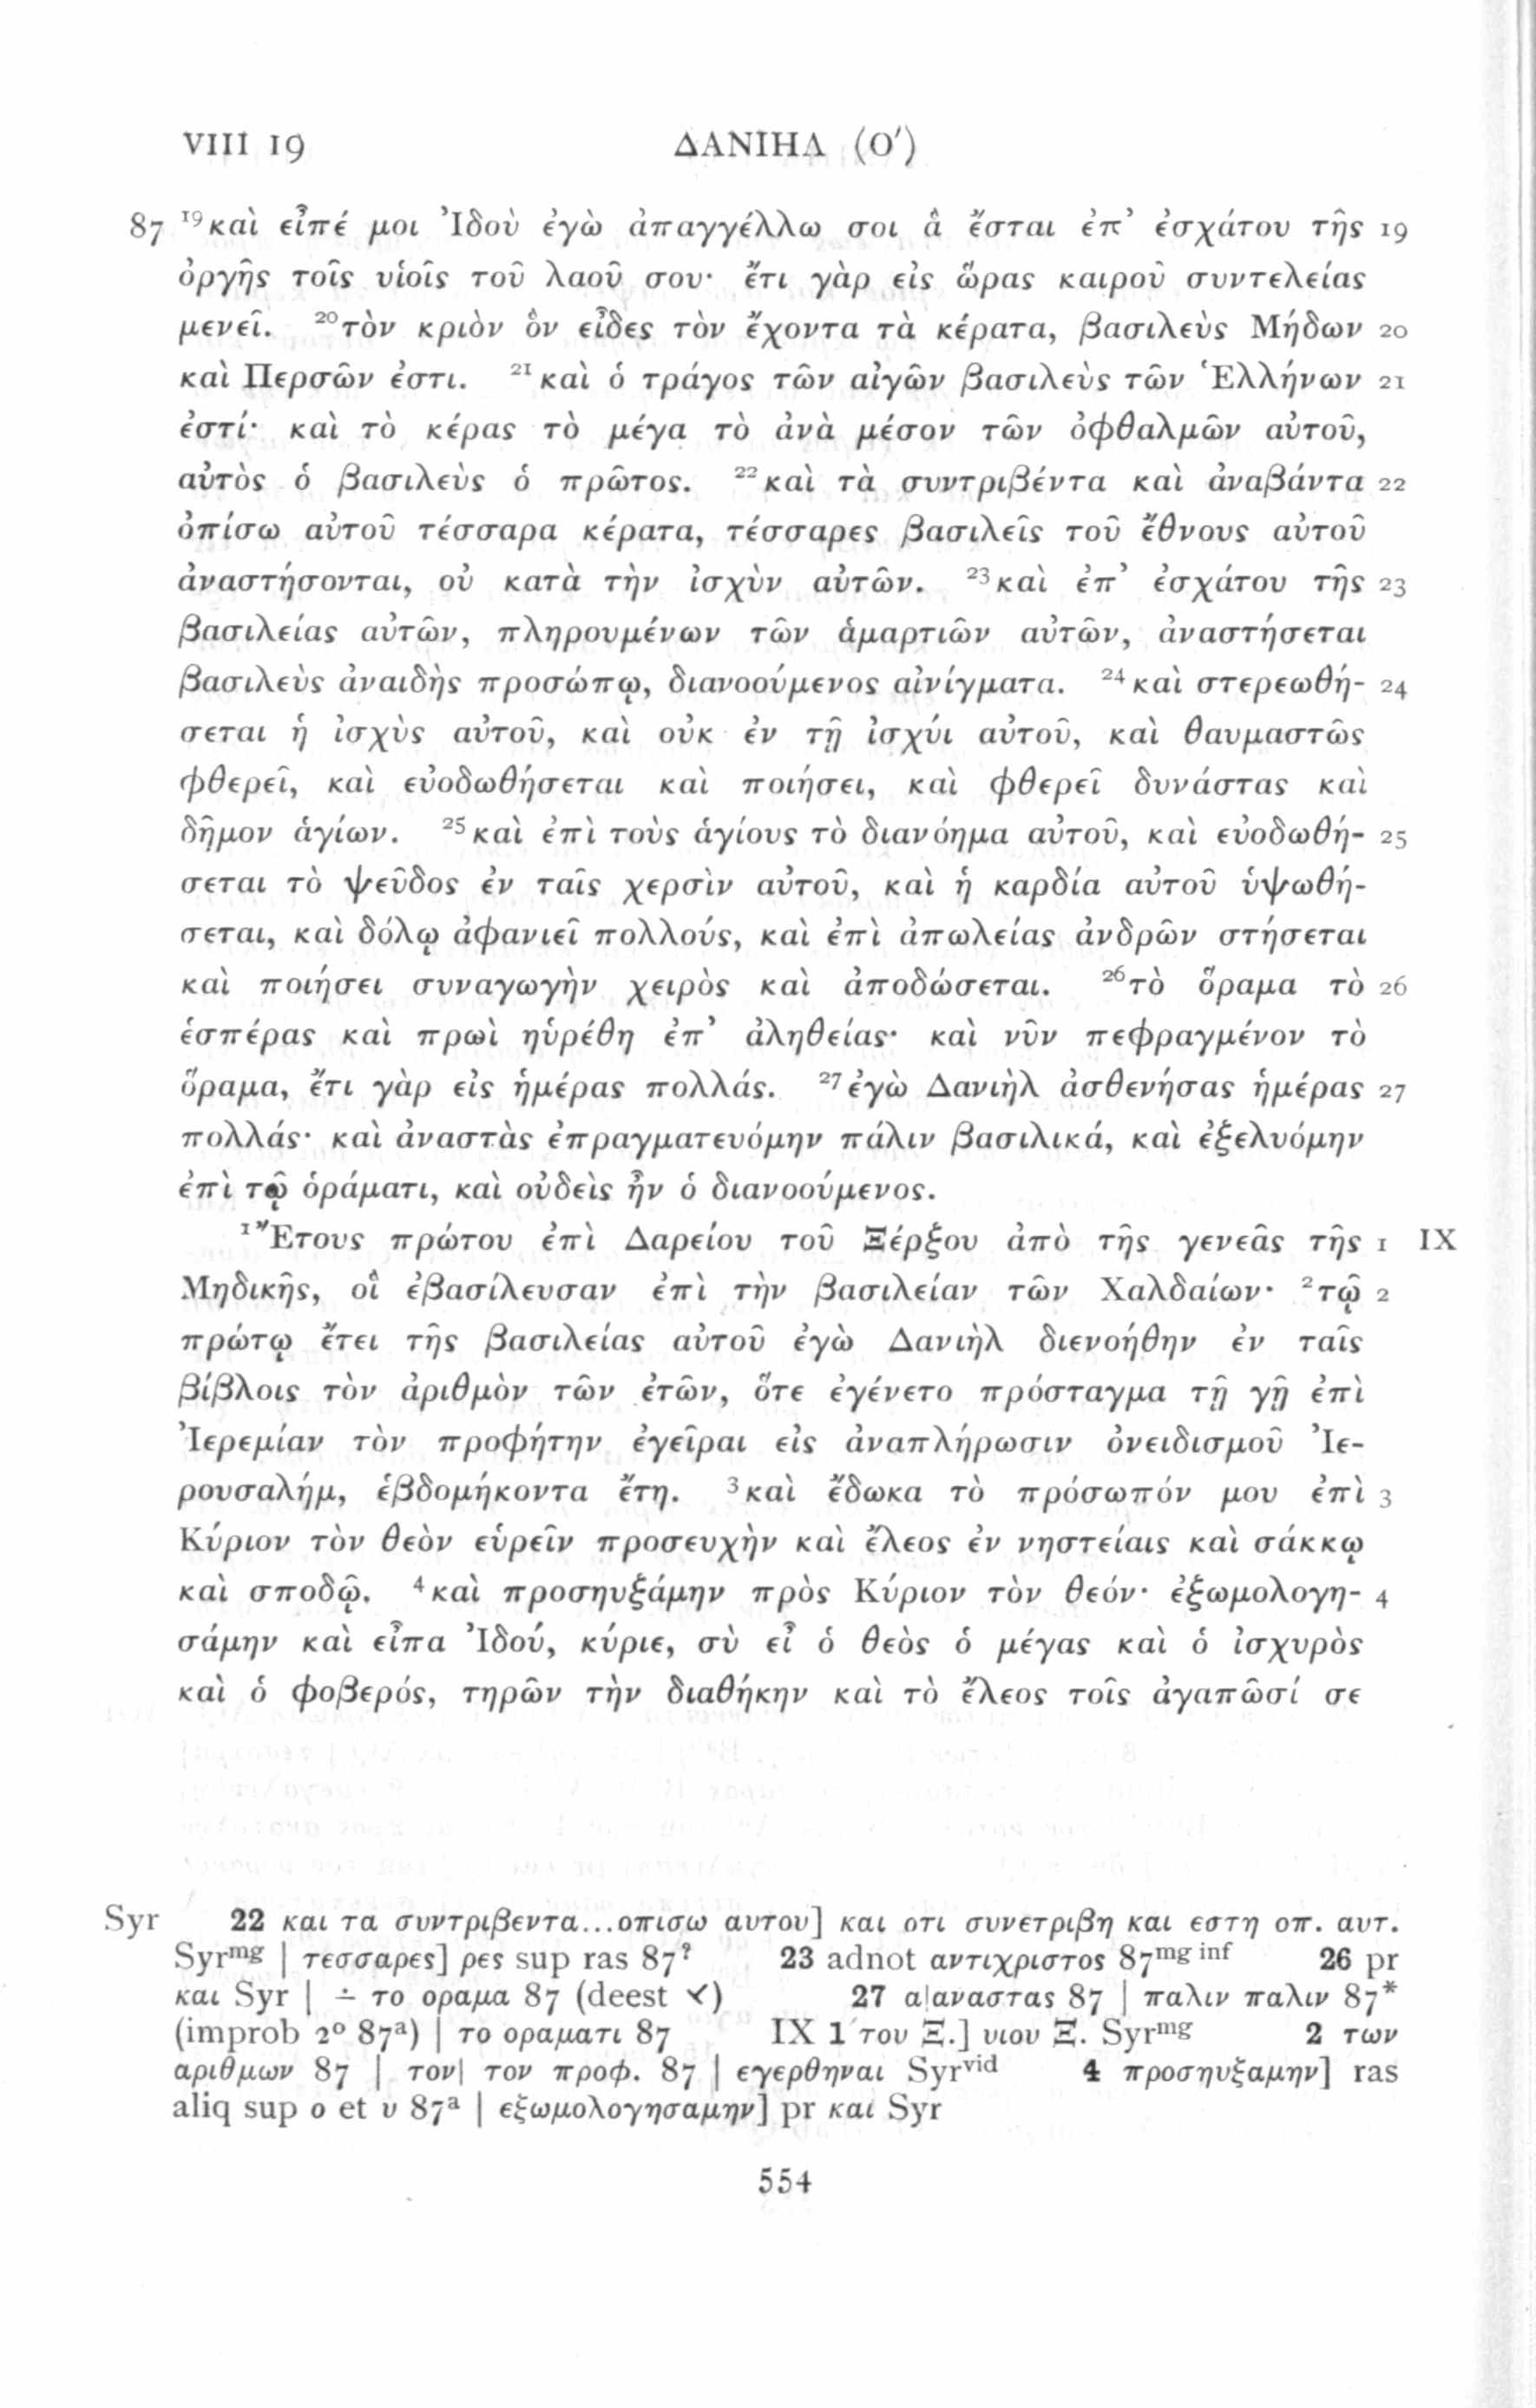 VIII 19 ΔΑΝΙΗΛ (Ο′)
87 ¹⁹καὶ εἶπέ μοι Ἰδοὺ ἐγὼ ἀπαγγέλλω σοι ἃ ἔσται ἐπ’ ἐσχάτου τῆς 19
ὀργῆς τοῖς υἱοῖς τοῦ λαοῦ σου· ἔτι γὰρ εἰς ὥρας καιροῦ συντελείας
μενεῖ. ²⁰τὸν κριὸν ὃν εἶδες τὸν ἔχοντα τὰ κέρατα, βασιλεὺς Μήδων 20
καὶ Περσῶν ἐστι. ²¹καὶ ὁ τράγος τῶν αἰγῶν βασιλεὺς τῶν Ἑλλήνων 21
ἐστί· καὶ τὸ κέρας τὸ μέγα τὸ ἀνὰ μέσον τῶν ὀφθαλμῶν αὐτοῦ,
αὐτὸς ὁ βασιλεὺς ὁ πρῶτος. ²²καὶ τὰ συντριβέντα καὶ ἀναβάντα 22
ὀπίσω αὐτοῦ τέσσαρα κέρατα, τέσσαρες βασιλεῖς τοῦ ἔθνους αὐτοῦ
ἀναστήσονται, οὐ κατὰ τὴν ἰσχὺν αὐτῶν. ²³καὶ ἐπ’ ἐσχάτου τῆς 23
βασιλείας αὐτῶν, πληρουμένων τῶν ἁμαρτιῶν αὐτῶν, ἀναστήσεται
βασιλεὺς ἀναιδὴς προσώπῳ, διανοούμενος αἰνίγματα. ²⁴καὶ στερεωθή- 24
σεται ἡ ἰσχὺς αὐτοῦ, καὶ οὐκ ἐν τῇ ἰσχύι αὐτοῦ, καὶ θαυμαστῶς
φθερεῖ, καὶ εὐοδωθήσεται καὶ ποιήσει, καὶ φθερεῖ δυνάστας καὶ
δῆμον ἁγίων. ²⁵καὶ ἐπὶ τοὺς ἁγίους τὸ διανόημα αὐτοῦ, καὶ εὐοδωθή- 25
σεται τὸ ψεῦδος ἐν ταῖς χερσὶν αὐτοῦ, καὶ ἡ καρδία αὐτοῦ ὑψωθή-
σεται, καὶ δόλῳ ἀφανιεῖ πολλούς, καὶ ἐπὶ ἀπωλείας ἀνδρῶν στήσεται
καὶ ποιήσει συναγωγὴν χειρὸς καὶ ἀποδώσεται. ²⁶τὸ ὅραμα τὸ 26
ἑσπέρας καὶ πρωὶ ηὑρέθη ἐπ’ ἀληθείας· καὶ νῦν πεφραγμένον τὸ
ὅραμα, ἔτι γὰρ εἰς ἡμέρας πολλάς. ²⁷ἐγὼ Δανιὴλ ἀσθενήσας ἡμέρας 27
πολλάς· καὶ ἀναστὰς ἐπραγματευόμην πάλιν βασιλικά, καὶ ἐξελυόμην
ἐπὶ τῷ ὁράματι, καὶ οὐδεὶς ἦν ὁ διανοούμενος.
¹Ἔτους πρώτου ἐπὶ Δαρείου τοῦ Ξέρξου ἀπὸ τῆς γενεᾶς τῆς 1 IX
Μηδικῆς, οἳ ἐβασίλευσαν ἐπὶ τὴν βασιλείαν τῶν Χαλδαίων· ²τῷ 2
πρώτῳ ἔτει τῆς βασιλείας αὐτοῦ ἐγὼ Δανιὴλ διενοήθην ἐν ταῖς
βίβλοις τὸν ἀριθμὸν τῶν ἐτῶν, ὅτε ἐγένετο πρόσταγμα τῇ γῇ ἐπὶ
Ἰερεμίαν τὸν προφήτην ἐγεῖραι εἰς ἀναπλήρωσιν ὀνειδισμοῦ Ἰε-
ρουσαλήμ, ἑβδομήκοντα ἔτη. ³καὶ ἔδωκα τὸ πρόσωπόν μου ἐπὶ 3
Κύριον τὸν θεὸν εὑρεῖν προσευχὴν καὶ ἔλεος ἐν νηστείαις καὶ σάκκῳ
καὶ σποδῷ. ⁴καὶ προσηυξάμην πρὸς Κύριον τὸν θεόν· ἐξωμολογη- 4
σάμην καὶ εἶπα Ἰδού, κύριε, σὺ εἶ ὁ θεὸς ὁ μέγας καὶ ὁ ἰσχυρὸς
καὶ ὁ φοβερός, τηρῶν τὴν διαθήκην καὶ τὸ ἔλεος τοῖς ἀγαπῶσί σε
Syr 22 και τα συντριβεντα...οπισω αυτου] και οτι συνετριβη και εστη οπ. αυτ.
Syrᵐᵍ | τεσσαρες] ρες sup ras 87? 23 adnot αντιχριστος 87ᵐᵍ ⁱⁿᶠ 26 pr
και Syr | ÷ το οραμα 87 (deest ⸔) 27 α|αναστας 87 | παλιν παλιν 87*
(improb 2º 87ᵃ) | το οραματι 87 IX 1 του Ξ.] υιου Ξ. Syrᵐᵍ 2 των
αριθμων 87 | τον| τον προφ. 87 | εγερθηναι Syrᵛⁱᵈ 4 προσηυξαμην] ras
aliq sup ο et υ 87ᵃ | εξωμολογησαμην] pr και Syr
554